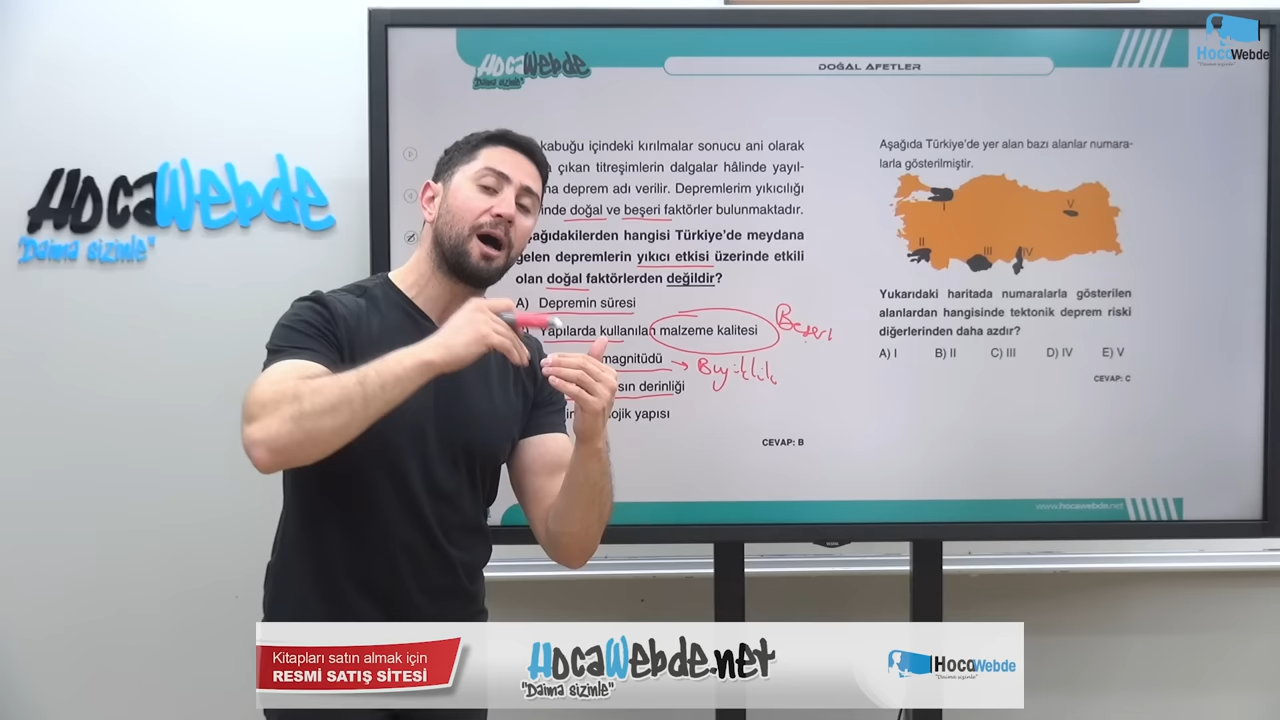 HocaWebde
"Daima sizinle"
HocaWebde
"Daima sizinle"
DOĞAL AFETLER
HocaWebde
"Daima sizinle"
kabuğu içindeki kırılmalar sonucu ani olarak
çıkan titreşimlerin dalgalar hâlinde yayıl-
deprem adı verilir. Depremlerim yıkıcılığı
doğal ve beşeri faktörler bulunmaktadır.
hangisi Türkiye'de meydana
gelen depremlerin yıkıcı etkisi üzerinde etkili
olan doğal faktörlerden değildir?
A) Depremin süresi
Yapılarda kullanılan malzeme kalitesi
Beşeri
magnitüdü
Büyüklük
derinliği
yapısı
CEVAP: B
Aşağıda Türkiye'de yer alan bazı alanlar numara-
larla gösterilmiştir.
I
II
III
IV
V
Yukarıdaki haritada numaralarla gösterilen
alanlardan hangisinde tektonik deprem riski
diğerlerinden daha azdır?
A) I B) II C) III D) IV E) V
CEVAP: C
www.hocawebde.net
Kitapları satın almak için
RESMİ SATIŞ SİTESİ
HocaWebde.net
"Daima sizinle"
HocaWebde
"Daima sizinle"